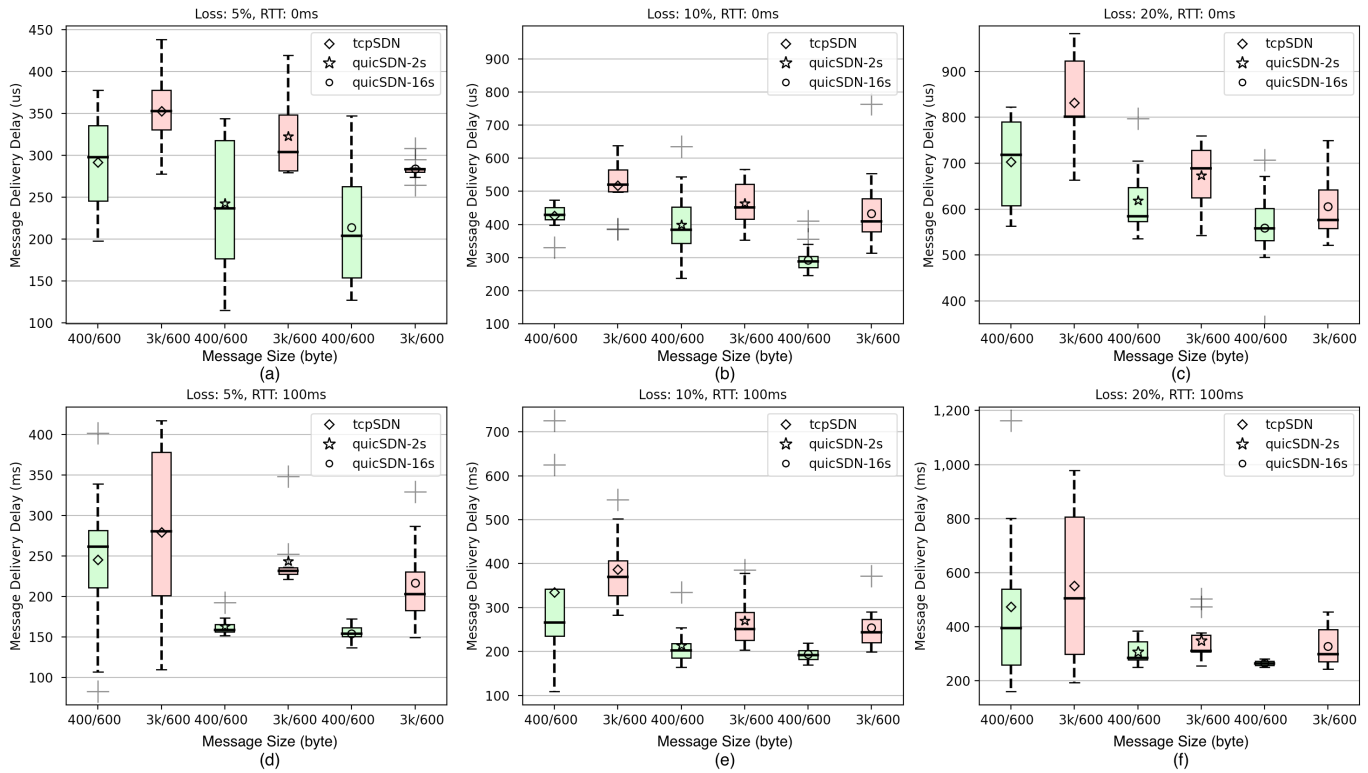 Loss: 5%, RTT: 0ms
Message Delivery Delay (us)
450
400
350
300
250
200
150
100
tcpSDN
quicSDN-2s
quicSDN-16s
400/600 3k/600 400/600 3k/600 400/600 3k/600
Message Size (byte)
(a)
Loss: 10%, RTT: 0ms
Message Delivery Delay (us)
900
800
700
600
500
400
300
200
100
tcpSDN
quicSDN-2s
quicSDN-16s
400/600 3k/600 400/600 3k/600 400/600 3k/600
Message Size (byte)
(b)
Loss: 20%, RTT: 0ms
Message Delivery Delay (us)
900
800
700
600
500
400
tcpSDN
quicSDN-2s
quicSDN-16s
400/600 3k/600 400/600 3k/600 400/600 3k/600
Message Size (byte)
(c)
Loss: 5%, RTT: 100ms
Message Delivery Delay (ms)
400
350
300
250
200
150
100
tcpSDN
quicSDN-2s
quicSDN-16s
400/600 3k/600 400/600 3k/600 400/600 3k/600
Message Size (byte)
(d)
Loss: 10%, RTT: 100ms
Message Delivery Delay (ms)
700
600
500
400
300
200
100
tcpSDN
quicSDN-2s
quicSDN-16s
400/600 3k/600 400/600 3k/600 400/600 3k/600
Message Size (byte)
(e)
Loss: 20%, RTT: 100ms
Message Delivery Delay (ms)
1,200
1,000
800
600
400
200
tcpSDN
quicSDN-2s
quicSDN-16s
400/600 3k/600 400/600 3k/600 400/600 3k/600
Message Size (byte)
(f)